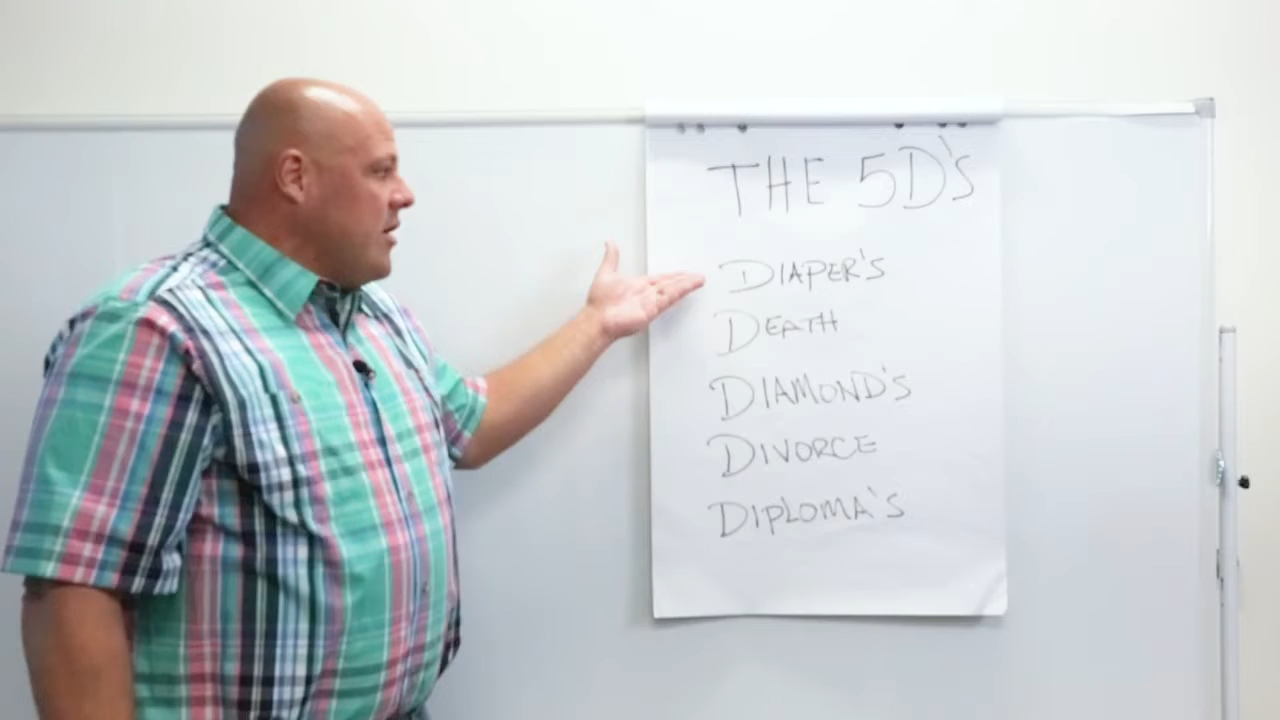 THE 5D'S
DIAPER'S
DEATH
DIAMOND'S
DIVORCE
DIPLOMA'S